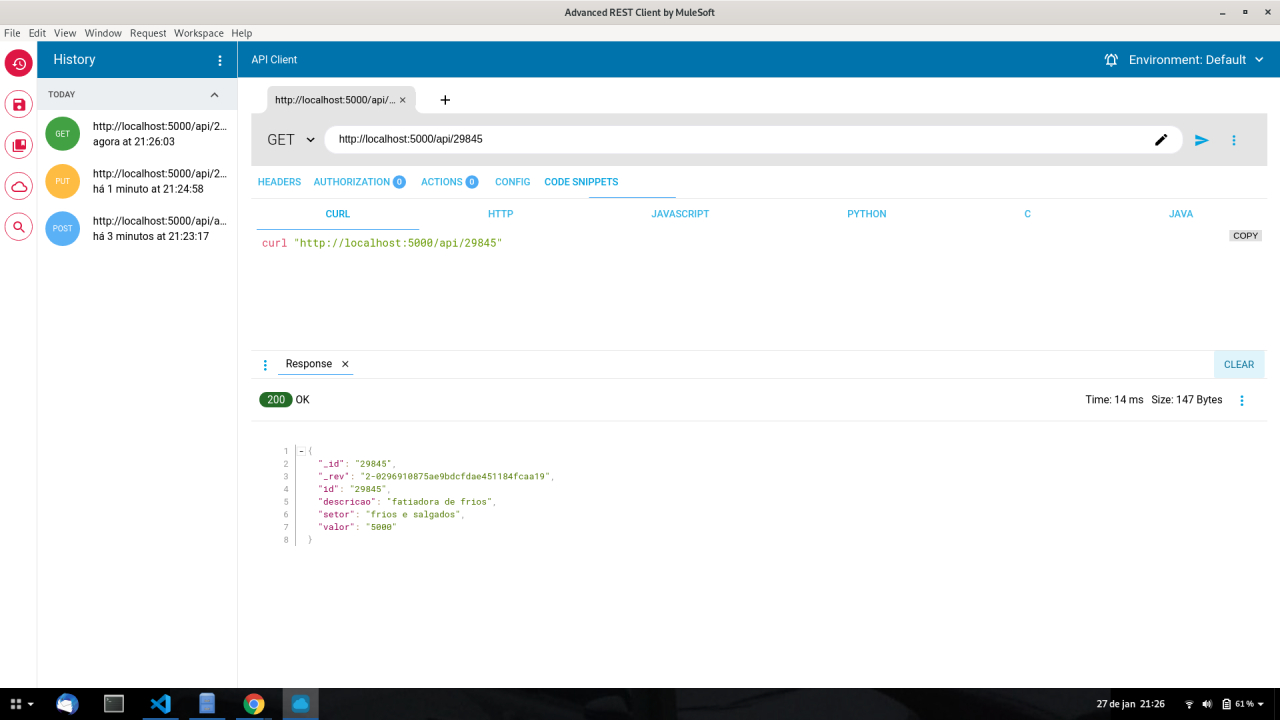 Advanced REST Client by MuleSoft
File Edit View Window Request Workspace Help
History
API Client
Environment: Default
TODAY
GET
http://localhost:5000/api/2...
agora at 21:26:03
PUT
http://localhost:5000/api/2...
há 1 minuto at 21:24:58
POST
http://localhost:5000/api/a...
há 3 minutos at 21:23:17
http://localhost:5000/api/...
GET
http://localhost:5000/api/29845
HEADERS AUTHORIZATION 0 ACTIONS 0 CONFIG CODE SNIPPETS
CURL HTTP JAVASCRIPT PYTHON C JAVA
curl "http://localhost:5000/api/29845"
COPY
Response
CLEAR
200 OK
Time: 14 ms Size: 147 Bytes
1 {
2 "_id": "29845",
3 "_rev": "2-0296910875ae9bdcfdae451184fcaa19",
4 "id": "29845",
5 "descricao": "fatiadora de frios",
6 "setor": "frios e salgados",
7 "valor": "5000"
8 }
27 de jan 21:26
61 %